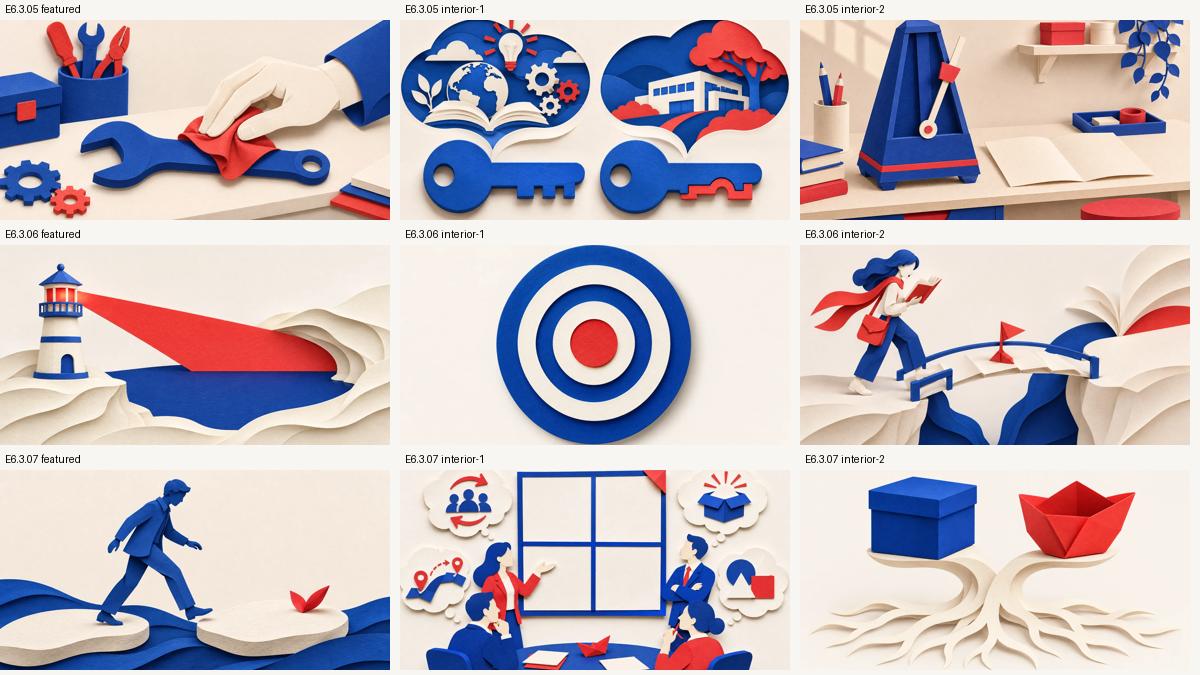 E6.3.05 featured
E6.3.05 interior-1
E6.3.05 interior-2
E6.3.06 featured
E6.3.06 interior-1
E6.3.06 interior-2
E6.3.07 featured
E6.3.07 interior-1
E6.3.07 interior-2